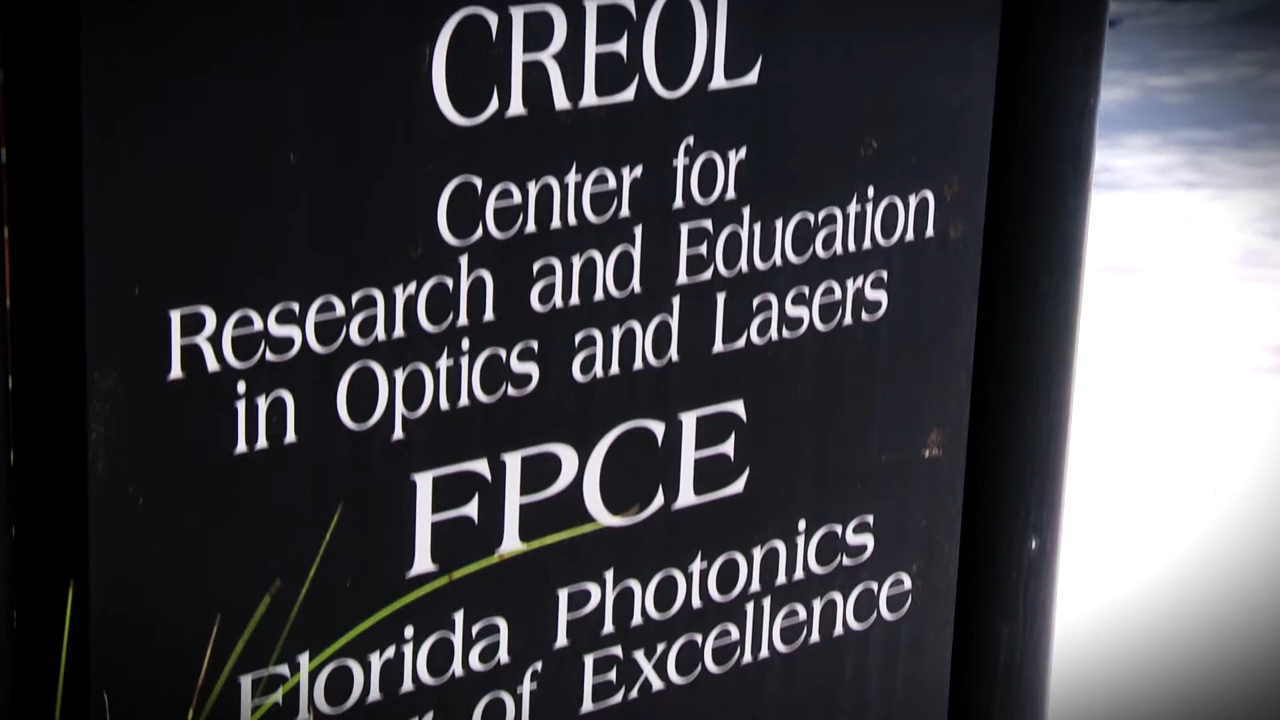 CREOL
Center for
Research and Education
in Optics and Lasers
FPCE
Florida Photonics
of Excellence